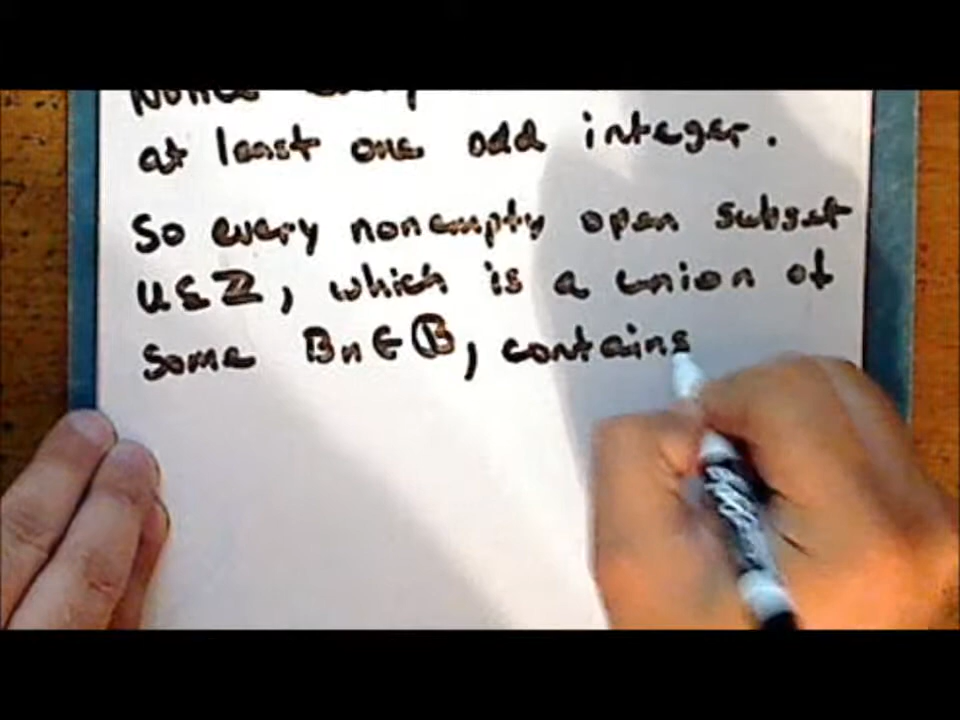 at least one odd integer.
So every nonempty open subset
U⊆ℤ, which is a union of
some Bn∈𝔹, contains